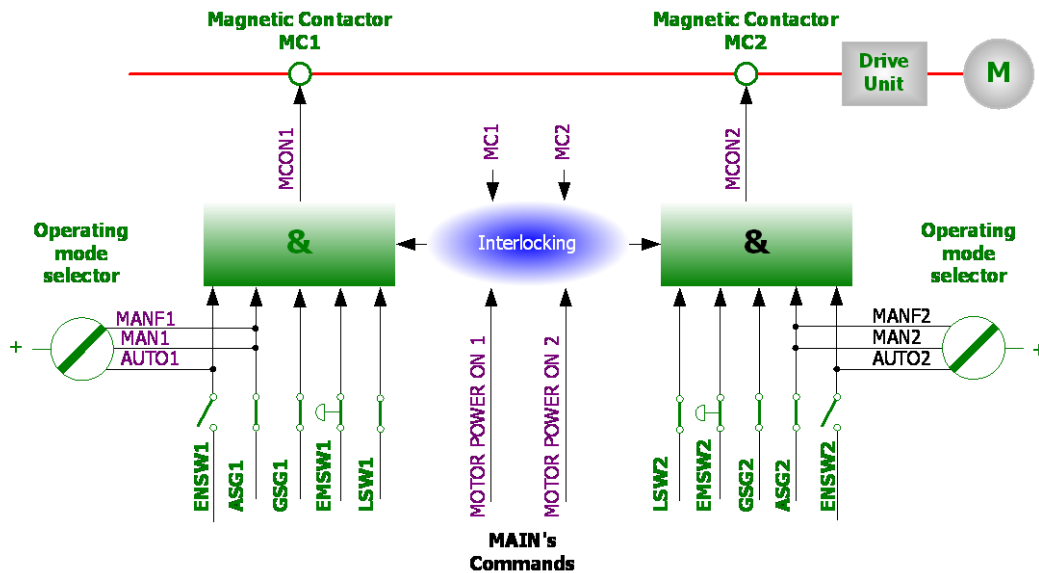 Magnetic Contactor
MC1
Magnetic Contactor
MC2
Drive
Unit
M
MCON1
MC1
MC2
MCON2
Operating
mode
selector
&
Interlocking
&
Operating
mode
selector
MANF1
MAN1
AUTO1
+
MANF2
MAN2
AUTO2
+
ENSW1
ASG1
GSG1
EMSW1
LSW1
MOTOR POWER ON 1
MOTOR POWER ON 2
LSW2
EMSW2
GSG2
ASG2
ENSW2
MAIN's
Commands